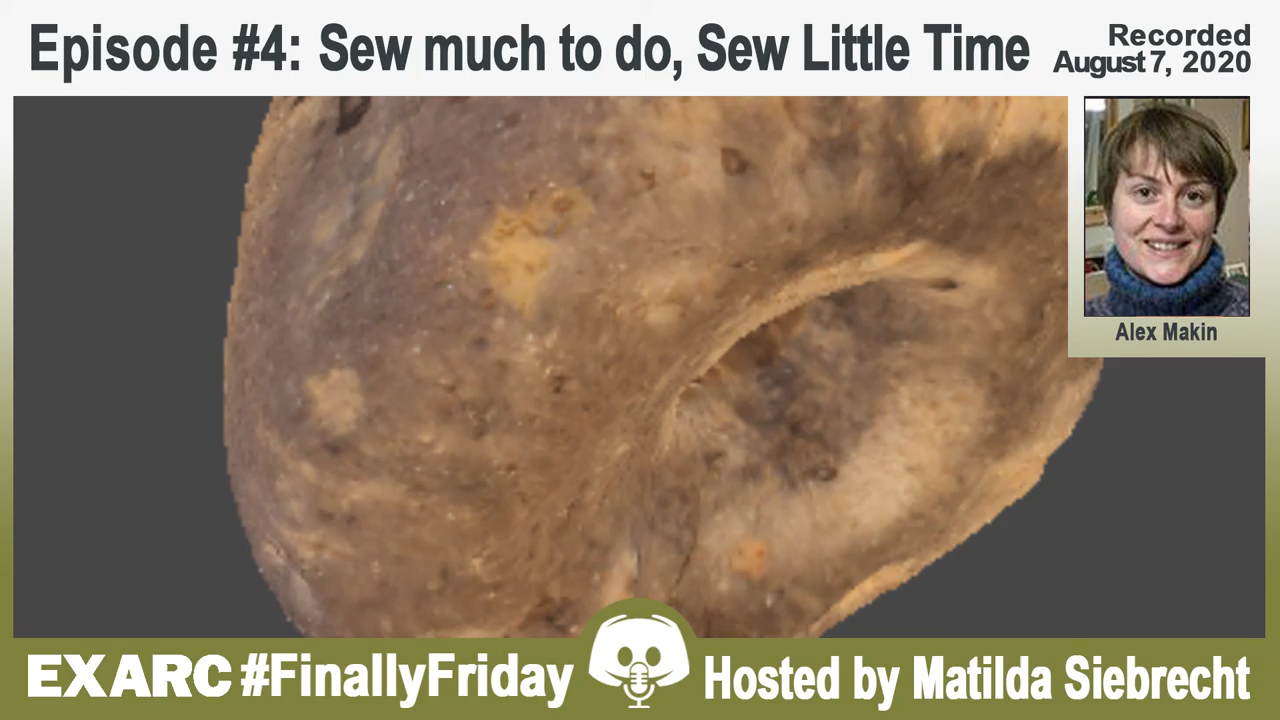 Episode #4: Sew much to do, Sew Little Time
Recorded
August 7, 2020
Alex Makin
EXARC #FinallyFriday
Hosted by Matilda Siebrecht